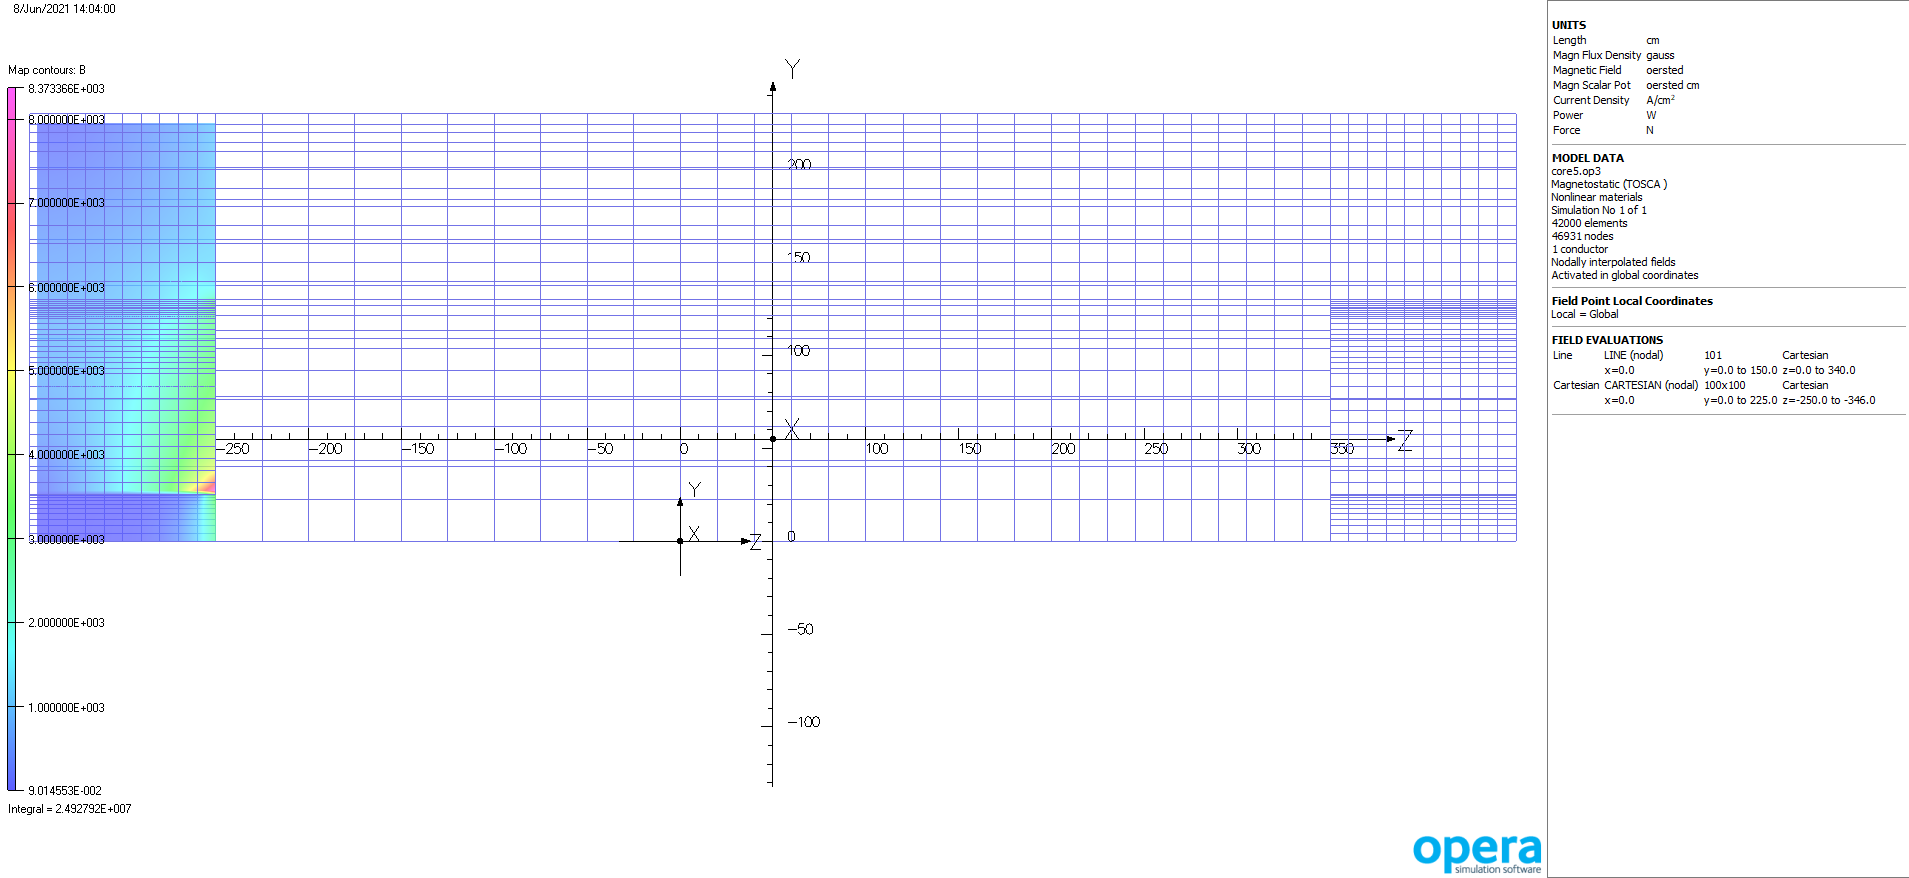 8/Jun/2021 14:04:00
Map contours: B
8.373366E+003
8.000000E+003
7.000000E+003
6.000000E+003
5.000000E+003
4.000000E+003
3.000000E+003
2.000000E+003
1.000000E+003
9.014553E-002
Integral = 2.492792E+007
Y
200
150
100
X
-250 -200 -150 -100 -50 0 100 150 200 250 300 350 Z
Y
X
Z
0
-50
-100
opera
simulation software
UNITS
Length cm
Magn Flux Density gauss
Magnetic Field oersted
Magn Scalar Pot oersted cm
Current Density A/cm²
Power W
Force N
MODEL DATA
core5.op3
Magnetostatic (TOSCA )
Nonlinear materials
Simulation No 1 of 1
42000 elements
46931 nodes
1 conductor
Nodally interpolated fields
Activated in global coordinates
Field Point Local Coordinates
Local = Global
FIELD EVALUATIONS
Line LINE (nodal) 101 Cartesian
x=0.0 y=0.0 to 150.0 z=0.0 to 340.0
Cartesian CARTESIAN (nodal) 100x100 Cartesian
x=0.0 y=0.0 to 225.0 z=-250.0 to -346.0